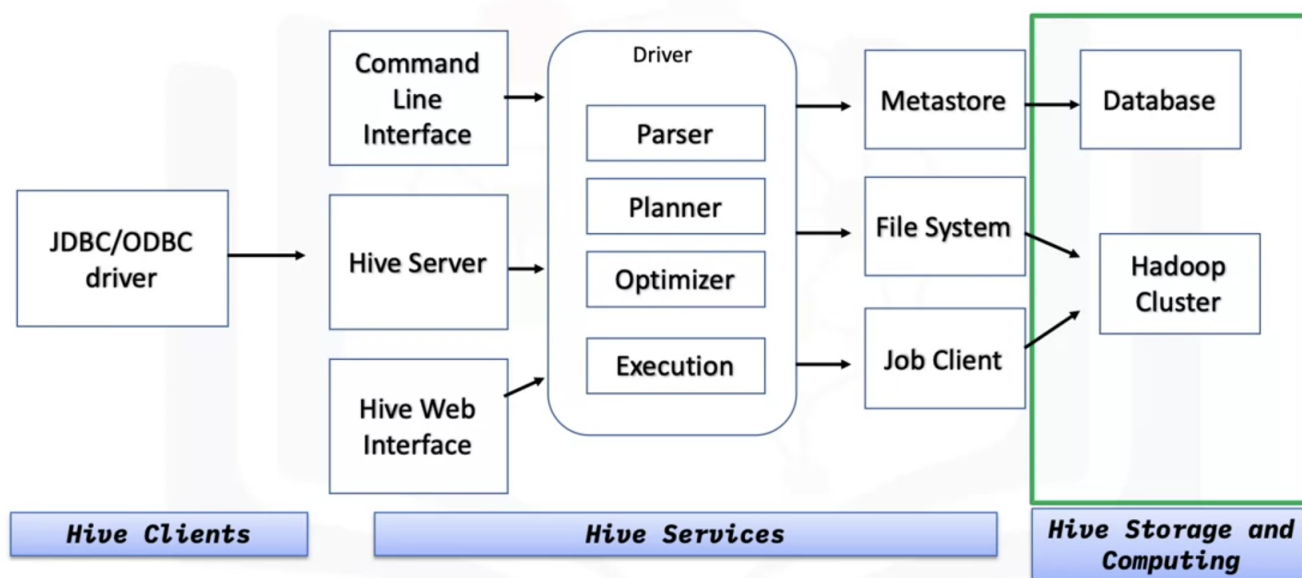 Command
Line
Interface
Driver
Parser
Planner
Optimizer
Execution
Metastore
Database
JDBC/ODBC
driver
Hive Server
File System
Hadoop
Cluster
Hive Web
Interface
Job Client
Hive Clients
Hive Services
Hive Storage and
Computing